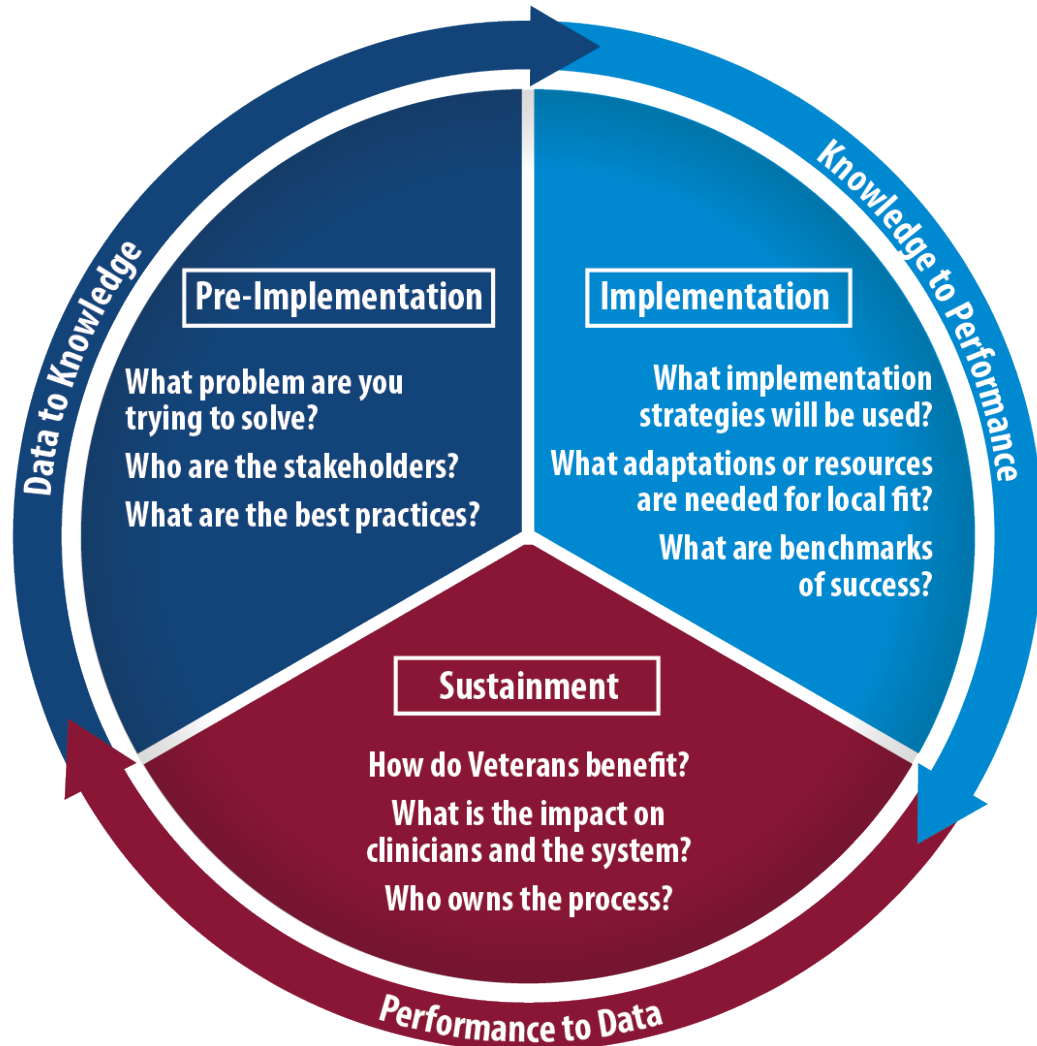 Data to Knowledge
Pre-Implementation
What problem are you
trying to solve?
Who are the stakeholders?
What are the best practices?
Knowledge to Performance
Implementation
What implementation
strategies will be used?
What adaptations or resources
are needed for local fit?
What are benchmarks
of success?
Sustainment
How do Veterans benefit?
What is the impact on
clinicians and the system?
Who owns the process?
Performance to Data